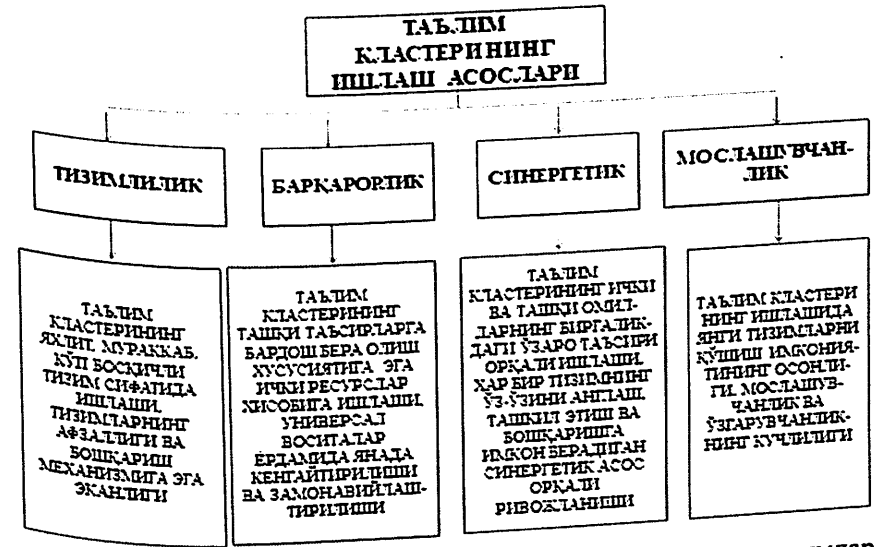 ТАЪЛИМ
КЛАСТЕРИНИНГ
ИШЛАШ АСОСЛАРИ
ТИЗИМЛИЛИК
БАРҚАРОРЛИК
СИНЕРГЕТИК
МОСЛАШУВЧАН-
ЛИК
ТАЪЛИМ
КЛАСТЕРИНИНГ
ЯХЛИТ, МУРАККАБ,
КЎП БОСҚИЧЛИ
ТИЗИМ СИФАТИДА
ИШЛАШИ,
ТИЗИМЛАРНИНГ
АФЗАЛЛИГИ ВА
БОШҚАРИШ
МЕХАНИЗМИГА ЭГА
ЭКАНЛИГИ
ТАЪЛИМ
КЛАСТЕРИНИНГ
ТАШҚИ ТАЪСИРЛАРГА
БАРДОШ БЕРА ОЛИШ
ХУСУСИЯТИГА ЭГА
ИЧКИ РЕСУРСЛАР
ХИСОБИГА ИШЛАШИ,
УНИВЕРСАЛ
ВОСИТАЛАР
ЁРДАМИДА ЯНАДА
КЕНГАЙТИРИЛИШИ
ВА ЗАМОНАВИЙЛАШ-
ТИРИЛИШИ
ТАЪЛИМ
КЛАСТЕРИНИНГ ИЧКИ
ВА ТАШҚИ ОМИЛ-
ЛАРНИНГ БИРГАЛИК-
ДАГИ ЎЗАРО ТАЪСИРИ
ОРҚАЛИ ИШЛАШИ,
ҲАР БИР ТИЗИМНИНГ
ЎЗ-ЎЗИНИ АНГЛАШ,
ТАШКИЛ ЭТИШ ВА
БОШҚАРИШГА
ИМКОН БЕРАДИГАН
СИНЕРГЕТИК АСОС
ОРҚАЛИ
РИВОЖЛАНИШИ
ТАЪЛИМ КЛАСТЕРИ
НИНГ ИШЛАШИДА
ЯНГИ ТИЗИМЛАРНИ
ҚЎШИШ ИМКОНИЯ-
ТИНИНГ ОСОНЛИ-
ГИ, МОСЛАШУВ-
ЧАНЛИК ВА
ЎЗГАРУВЧАНЛИК-
НИНГ КУЧЛИЛИГИ